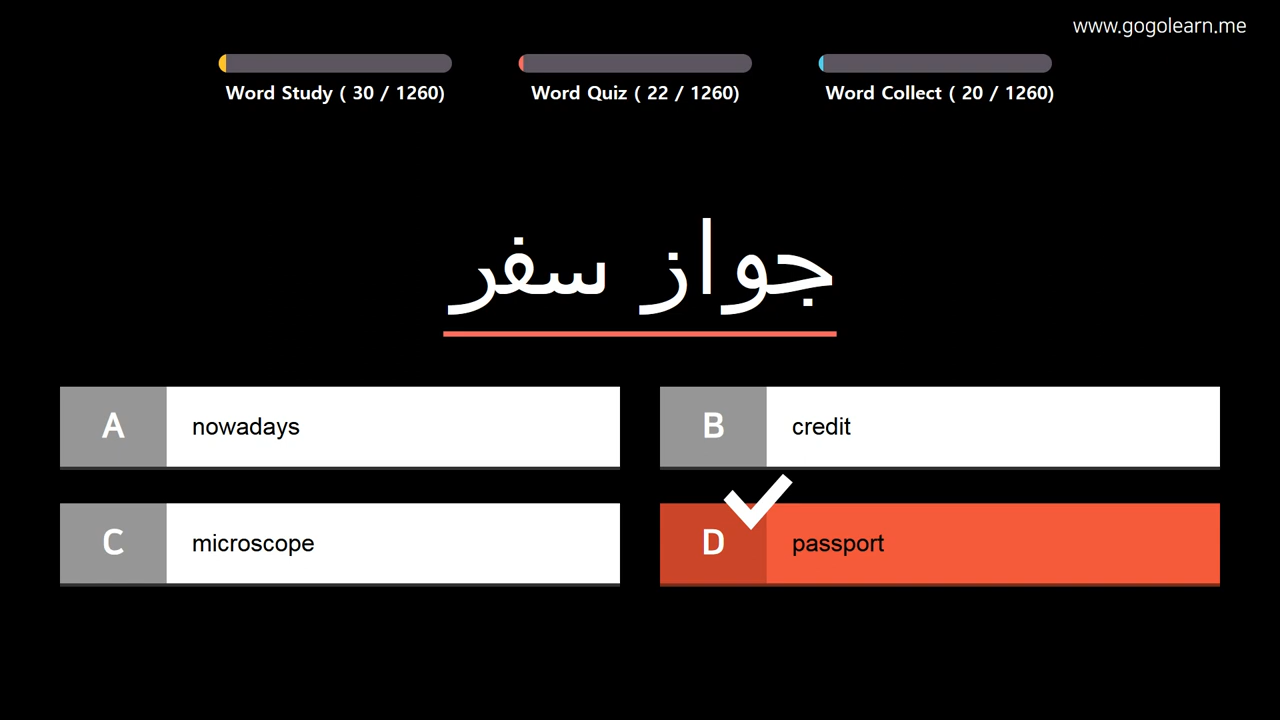 www.gogolearn.me
Word Study ( 30 / 1260)
Word Quiz ( 22 / 1260)
Word Collect ( 20 / 1260)
جواز سفر
A nowadays
B credit
C microscope
D passport